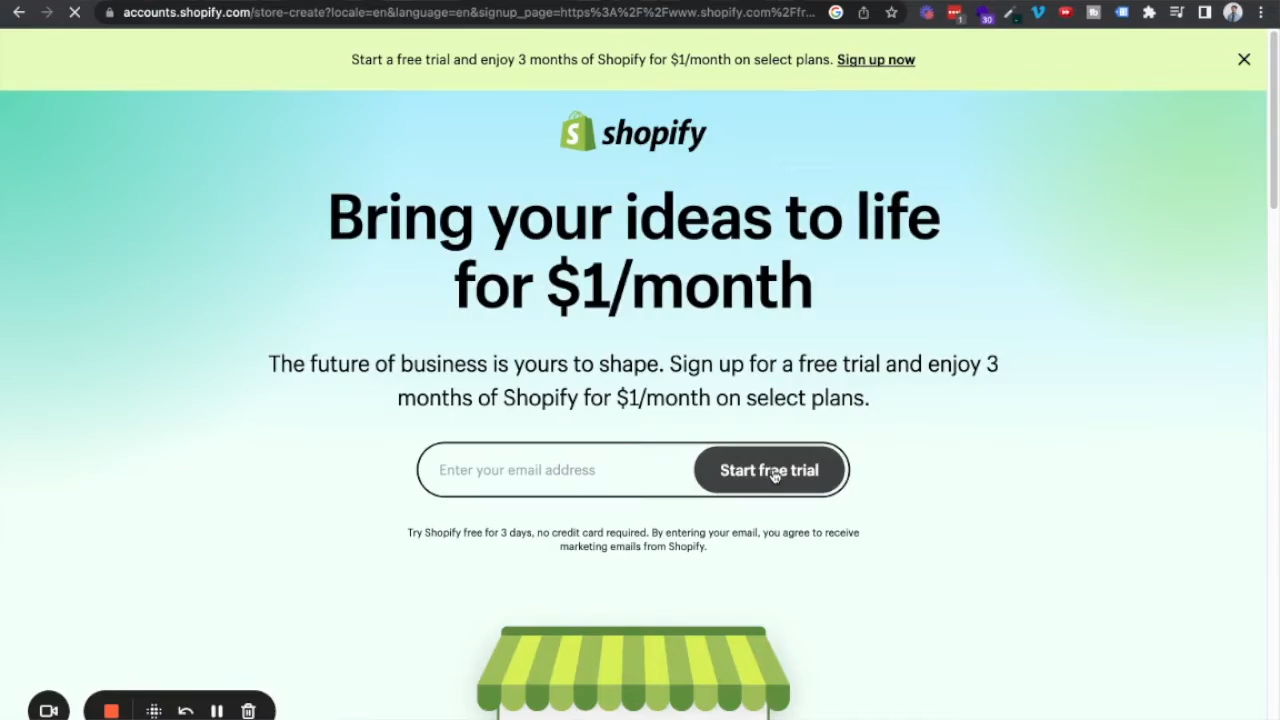 accounts.shopify.com/store-create?locale=en&language=en&signup_page=https%3A%2F%2Fwww.shopify.com%2Ffr...
1
30
Start a free trial and enjoy 3 months of Shopify for $1/month on select plans. Sign up now
shopify
Bring your ideas to life
for $1/month
The future of business is yours to shape. Sign up for a free trial and enjoy 3
months of Shopify for $1/month on select plans.
Enter your email address
Start free trial
Try Shopify free for 3 days, no credit card required. By entering your email, you agree to receive
marketing emails from Shopify.